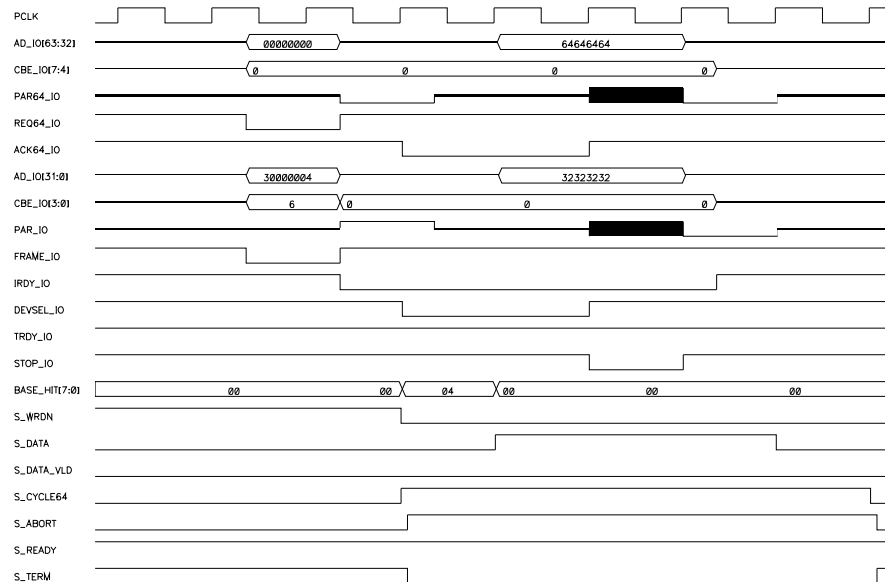 PCLK
AD_IO[63:32] 00000000 64646464
CBE_IO[7:4] 0 0 0 0
PAR64_IO
REQ64_IO
ACK64_IO
AD_IO[31:0] 30000004 32323232
CBE_IO[3:0] 6 0 0 0
PAR_IO
FRAME_IO
IRDY_IO
DEVSEL_IO
TRDY_IO
STOP_IO
BASE_HIT[7:0] 00 00 04 00 00 00
S_WRDN
S_DATA
S_DATA_VLD
S_CYCLE64
S_ABORT
S_READY
S_TERM